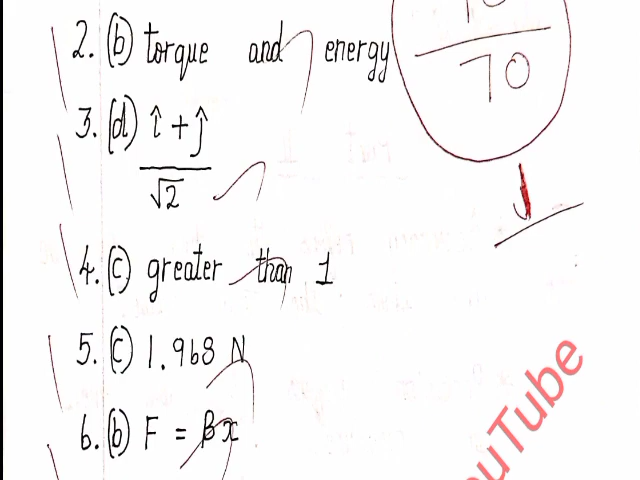 2. (b) torque and energy
70
3. (d) î + ĵ
√2
4. (c) greater than 1
5. (c) 1.968 N
6. (b) F = βx
uTube